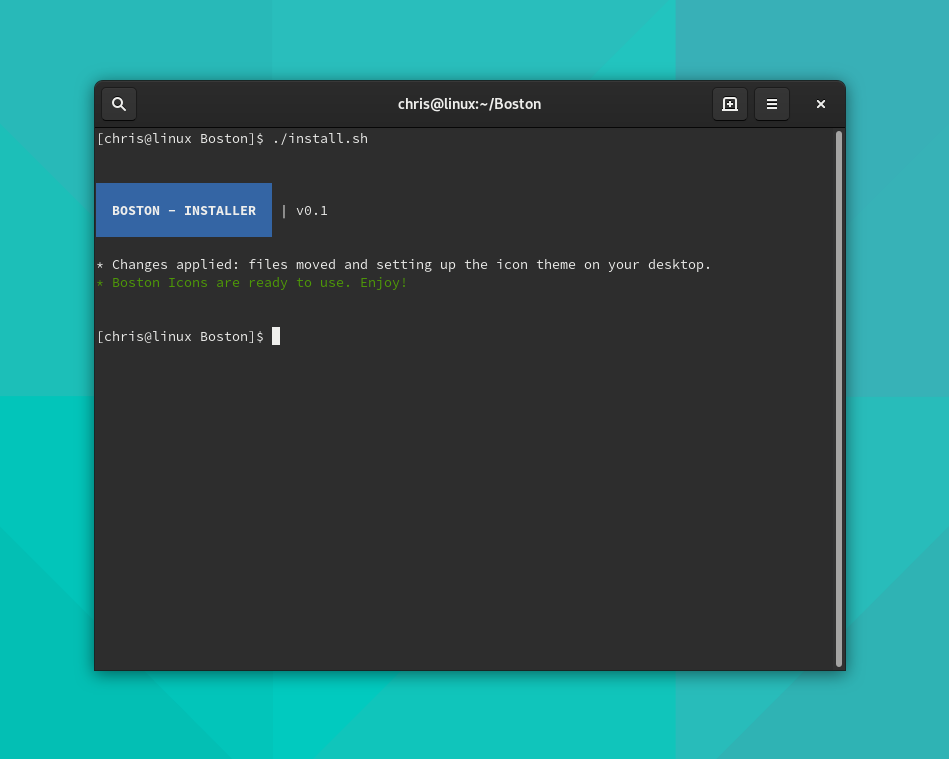 chris@linux:~/Boston
[chris@linux Boston]$ ./install.sh
BOSTON - INSTALLER | v0.1
* Changes applied: files moved and setting up the icon theme on your desktop.
* Boston Icons are ready to use. Enjoy!
[chris@linux Boston]$